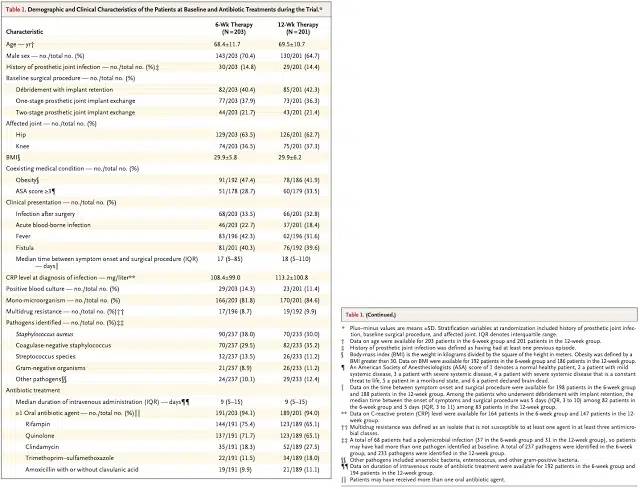 Table 1. Demographic and Clinical Characteristics of the Patients at Baseline and Antibiotic Treatments during the Trial.*
Characteristic 6-Wk Therapy (N=203) 12-Wk Therapy (N=201)
Age — yr† 68.4±11.7 69.5±10.7
Male sex — no./total no. (%) 143/203 (70.4) 130/201 (64.7)
History of prosthetic joint infection — no./total no. (%)‡ 30/203 (14.8) 29/201 (14.4)
Baseline surgical procedure — no./total no. (%)
Débridement with implant retention 82/203 (40.4) 85/201 (42.3)
One-stage prosthetic joint implant exchange 77/203 (37.9) 73/201 (36.3)
Two-stage prosthetic joint implant exchange 44/203 (21.7) 43/201 (21.4)
Affected joint — no./total no. (%)
Hip 129/203 (63.5) 126/201 (62.7)
Knee 74/203 (36.5) 75/201 (37.3)
BMI§ 29.9±5.8 29.9±6.2
Coexisting medical condition — no./total no. (%)
Obesity§ 91/192 (47.4) 78/186 (41.9)
ASA score ≥3¶ 51/178 (28.7) 60/179 (33.5)
Clinical presentation — no./total no. (%)
Infection after surgery 68/203 (33.5) 66/201 (32.8)
Acute blood-borne infection 46/203 (22.7) 37/201 (18.4)
Fever 83/196 (42.3) 62/196 (31.6)
Fistula 81/201 (40.3) 76/192 (39.6)
Median time between symptom onset and surgical procedure (IQR) 17 (5–85) 18 (5–110)
— days‖
CRP level at diagnosis of infection — mg/liter** 108.4±99.0 113.2±100.8
Positive blood culture — no./total no. (%) 29/203 (14.3) 23/201 (11.4)
Mono-microorganism — no./total no. (%) 166/203 (81.8) 170/201 (84.6)
Multidrug resistance — no./total no. (%)†† 17/196 (8.7) 19/192 (9.9)
Pathogens identified — no./total no. (%)‡‡
Staphylococcus aureus 90/237 (38.0) 70/233 (30.0)
Coagulase-negative staphylococcus 70/237 (29.5) 82/233 (35.2)
Streptococcus species 32/237 (13.5) 26/233 (11.2)
Gram-negative organisms 21/237 (8.9) 26/233 (11.2)
Other pathogens§§ 24/237 (10.1) 29/233 (12.4)
Antibiotic treatment
Median duration of intravenous administration (IQR) — days¶¶ 9 (5–15) 9 (5–15)
≥1 Oral antibiotic agent — no./total no. (%)‖‖ 191/203 (94.1) 189/201 (94.0)
Rifampin 144/191 (75.4) 123/189 (65.1)
Quinolone 137/191 (71.7) 123/189 (65.1)
Clindamycin 35/191 (18.3) 52/189 (27.5)
Trimethoprim–sulfamethoxazole 22/191 (11.5) 34/189 (18.0)
Amoxicillin with or without clavulanic acid 19/191 (9.9) 21/189 (11.1)
Table 1. (Continued.)
* Plus–minus values are means ±SD. Stratification variables at randomization included history of prosthetic joint infec-
tion, baseline surgical procedure, and affected joint. IQR denotes interquartile range.
† Data on age were available for 203 patients in the 6-week group and 201 patients in the 12-week group.
‡ History of prosthetic joint infection was defined as having had at least one previous episode.
§ Body-mass index (BMI) is the weight in kilograms divided by the square of the height in meters. Obesity was defined by a
BMI greater than 30. Data on BMI were available for 192 patients in the 6-week group and 186 patients in the 12-week group.
¶ An American Society of Anesthesiologists (ASA) score of 1 denotes a normal healthy patient, 2 a patient with mild
systemic disease, 3 a patient with severe systemic disease, 4 a patient with severe systemic disease that is a constant
threat to life, 5 a patient in a moribund state, and 6 a patient declared brain-dead.
‖ Data on the time between symptom onset and surgical procedure were available for 198 patients in the 6-week group
and 188 patients in the 12-week group. Among the patients who underwent débridement with implant retention, the
median time between the onset of symptoms and surgical procedure was 5 days (IQR, 3 to 10) among 82 patients in
the 6-week group and 5 days (IQR, 3 to 11) among 83 patients in the 12-week group.
** Data on C-reactive protein (CRP) level were available for 164 patients in the 6-week group and 147 patients in the 12-
week group.
†† Multidrug resistance was defined as an isolate that is not susceptible to at least one agent in at least three antimicro-
bial classes.
‡‡ A total of 68 patients had a polymicrobial infection (37 in the 6-week group and 31 in the 12-week group), so patients
may have had more than one pathogen identified at baseline. A total of 237 pathogens were identified in the 6-week
group, and 233 pathogens were identified in the 12-week group.
§§ Other pathogens included anaerobic bacteria, enterococcus, and other gram-positive bacteria.
¶¶ Data on duration of intravenous route of antibiotic treatment were available for 192 patients in the 6-week group and
194 patients in the 12-week group.
‖‖ Patients may have received more than one oral antibiotic agent.